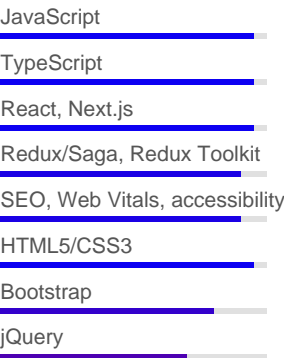 JavaScript
TypeScript
React, Next.js
Redux/Saga, Redux Toolkit
SEO, Web Vitals, accessibility
HTML5/CSS3
Bootstrap
jQuery